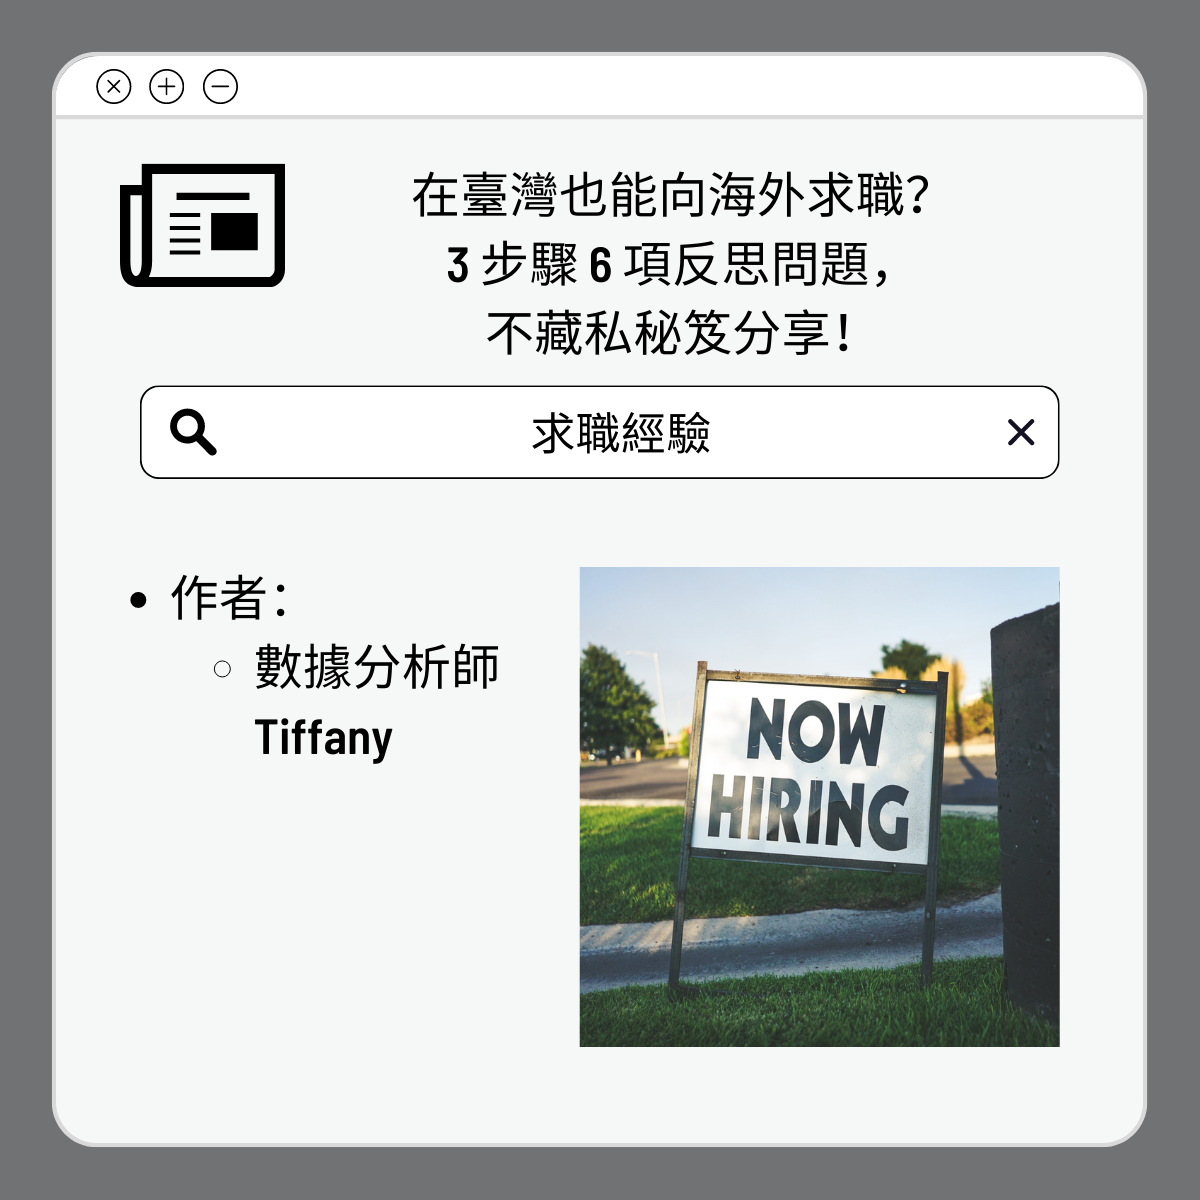 在臺灣也能向海外求職？
3 步驟 6 項反思問題，
不藏私秘笈分享！
求職經驗
作者：
數據分析師
Tiffany
NOW
HIRING